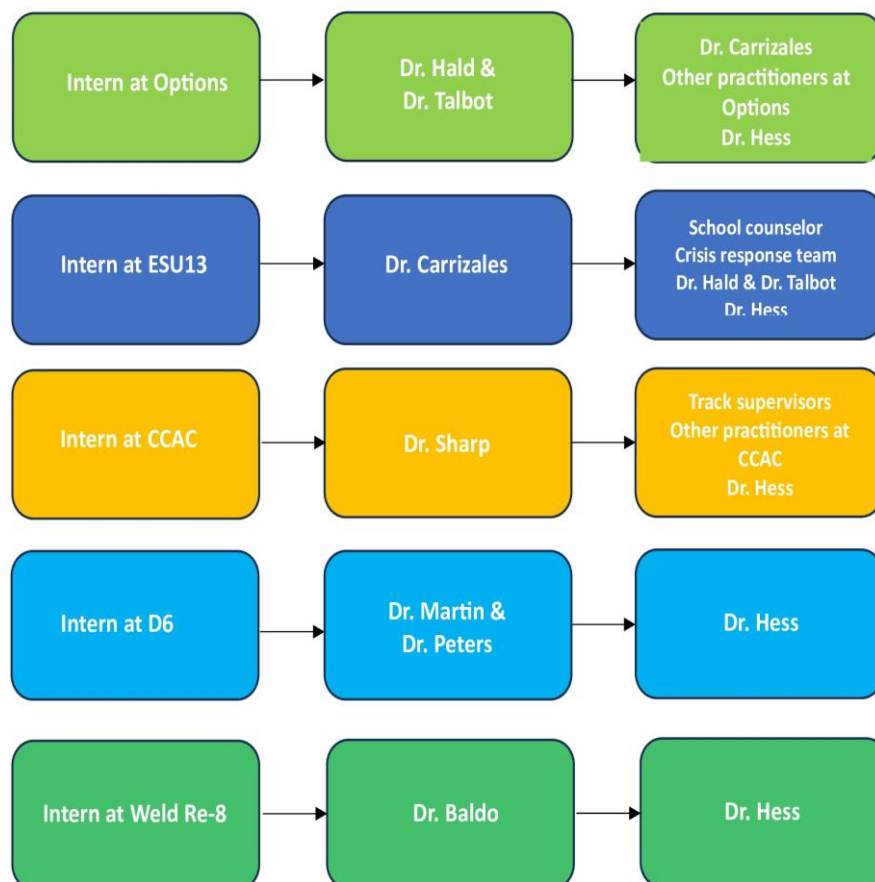 Intern at Options
Dr. Hald &
Dr. Talbot
Dr. Carrizales
Other practitioners at
Options
Dr. Hess
Intern at ESU13
Dr. Carrizales
School counselor
Crisis response team
Dr. Hald & Dr. Talbot
Dr. Hess
Intern at CCAC
Dr. Sharp
Track supervisors
Other practitioners at
CCAC
Dr. Hess
Intern at D6
Dr. Martin &
Dr. Peters
Dr. Hess
Intern at Weld Re-8
Dr. Baldo
Dr. Hess